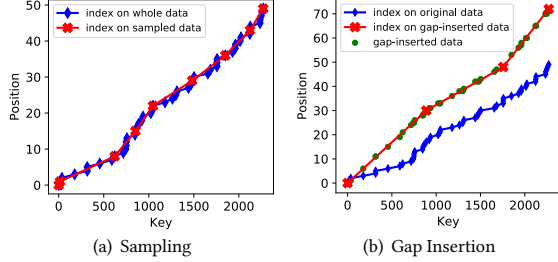 index on whole data
index on sampled data
50
40
30
20
10
0
Position
0 500 1000 1500 2000
Key
(a) Sampling
index on original data
index on gap-inserted data
gap-inserted data
70
60
50
40
30
20
10
0
Position
0 500 1000 1500 2000
Key
(b) Gap Insertion